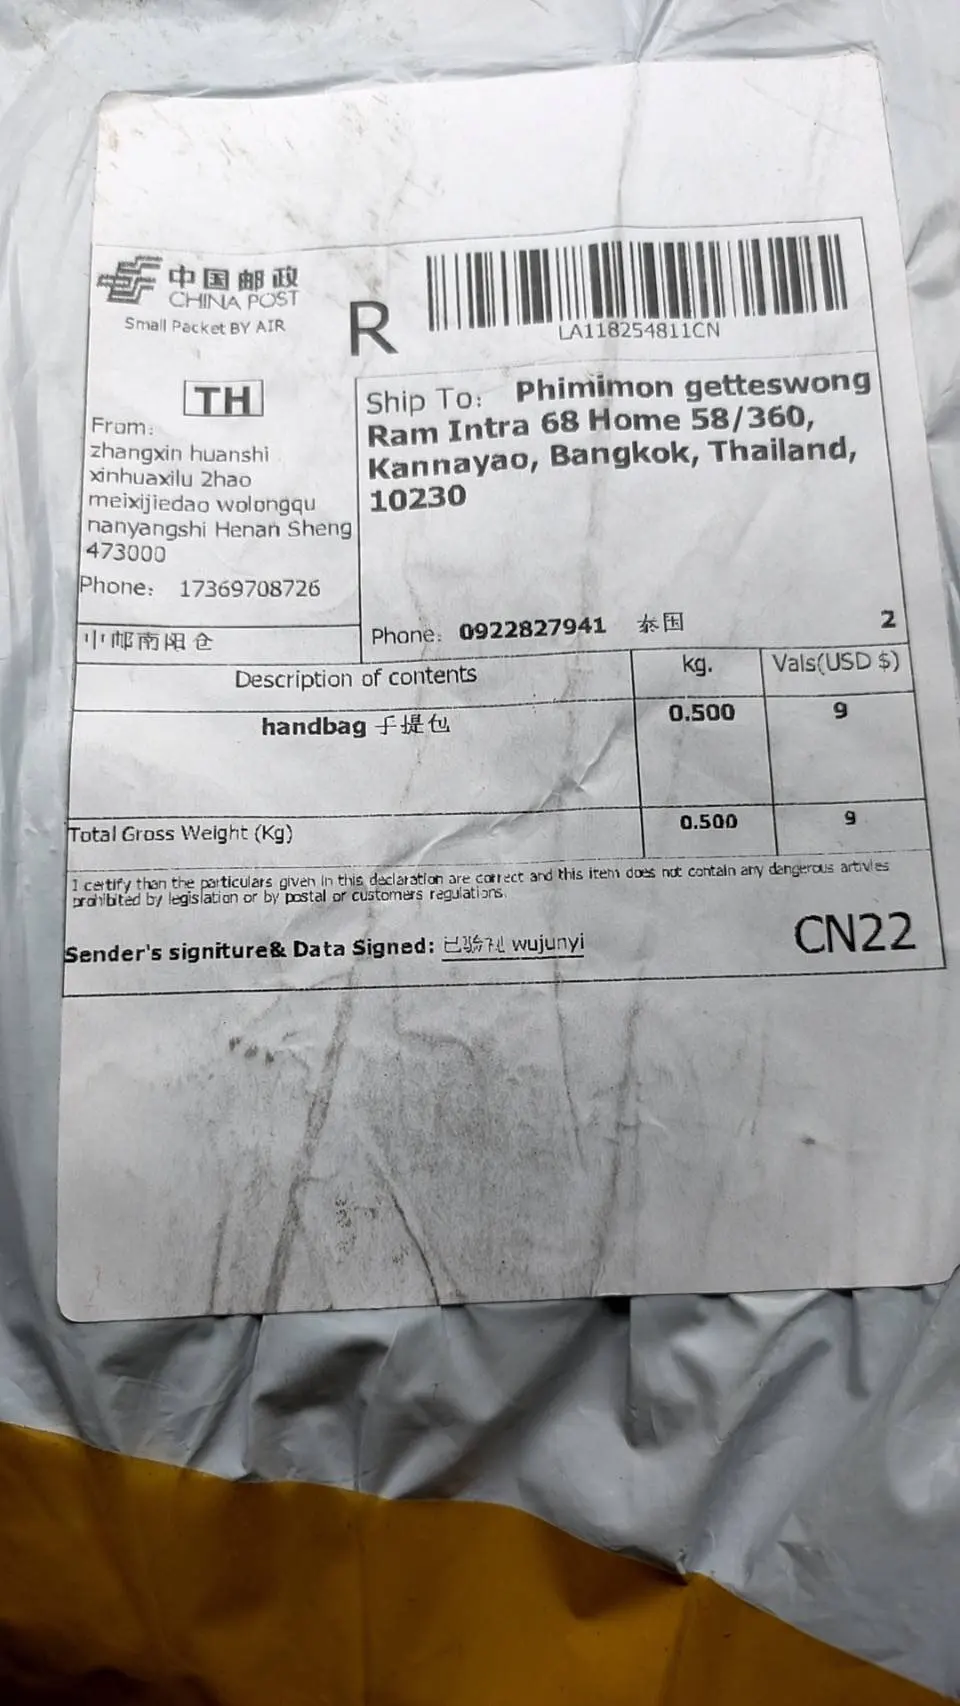 中国邮政
CHINA POST
Small Packet BY AIR
R
LA118254811CN
TH
From:
zhangxin huanshi
xinhuaxilu 2hao
meixijiedao wolongqu
nanyangshi Henan Sheng
473000
Phone: 17369708726
小邮南阳仓
Ship To: Phimimon getteswong
Ram Intra 68 Home 58/360,
Kannayao, Bangkok, Thailand,
10230
Phone: 0922827941 泰国 2
Description of contents kg. Vals(USD $)
handbag 手提包 0.500 9
Total Gross Weight (Kg) 0.500 9
I certify than the particulars given in this declaration are correct and this item does not contain any dangerous artivles
prohibited by legislation or by postal or customers regulations.
Sender's signiture& Data Signed: 已验视 wujunyi
CN22